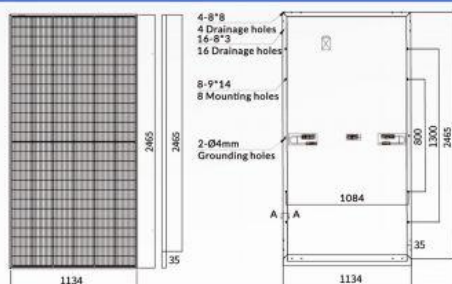 2465
2465
35
1134
4-8*8
4 Drainage holes
16-8*3
16 Drainage holes
8-9*14
8 Mounting holes
2-Ø4mm
Grounding holes
A A
1084
800
1300
2465
35
1134